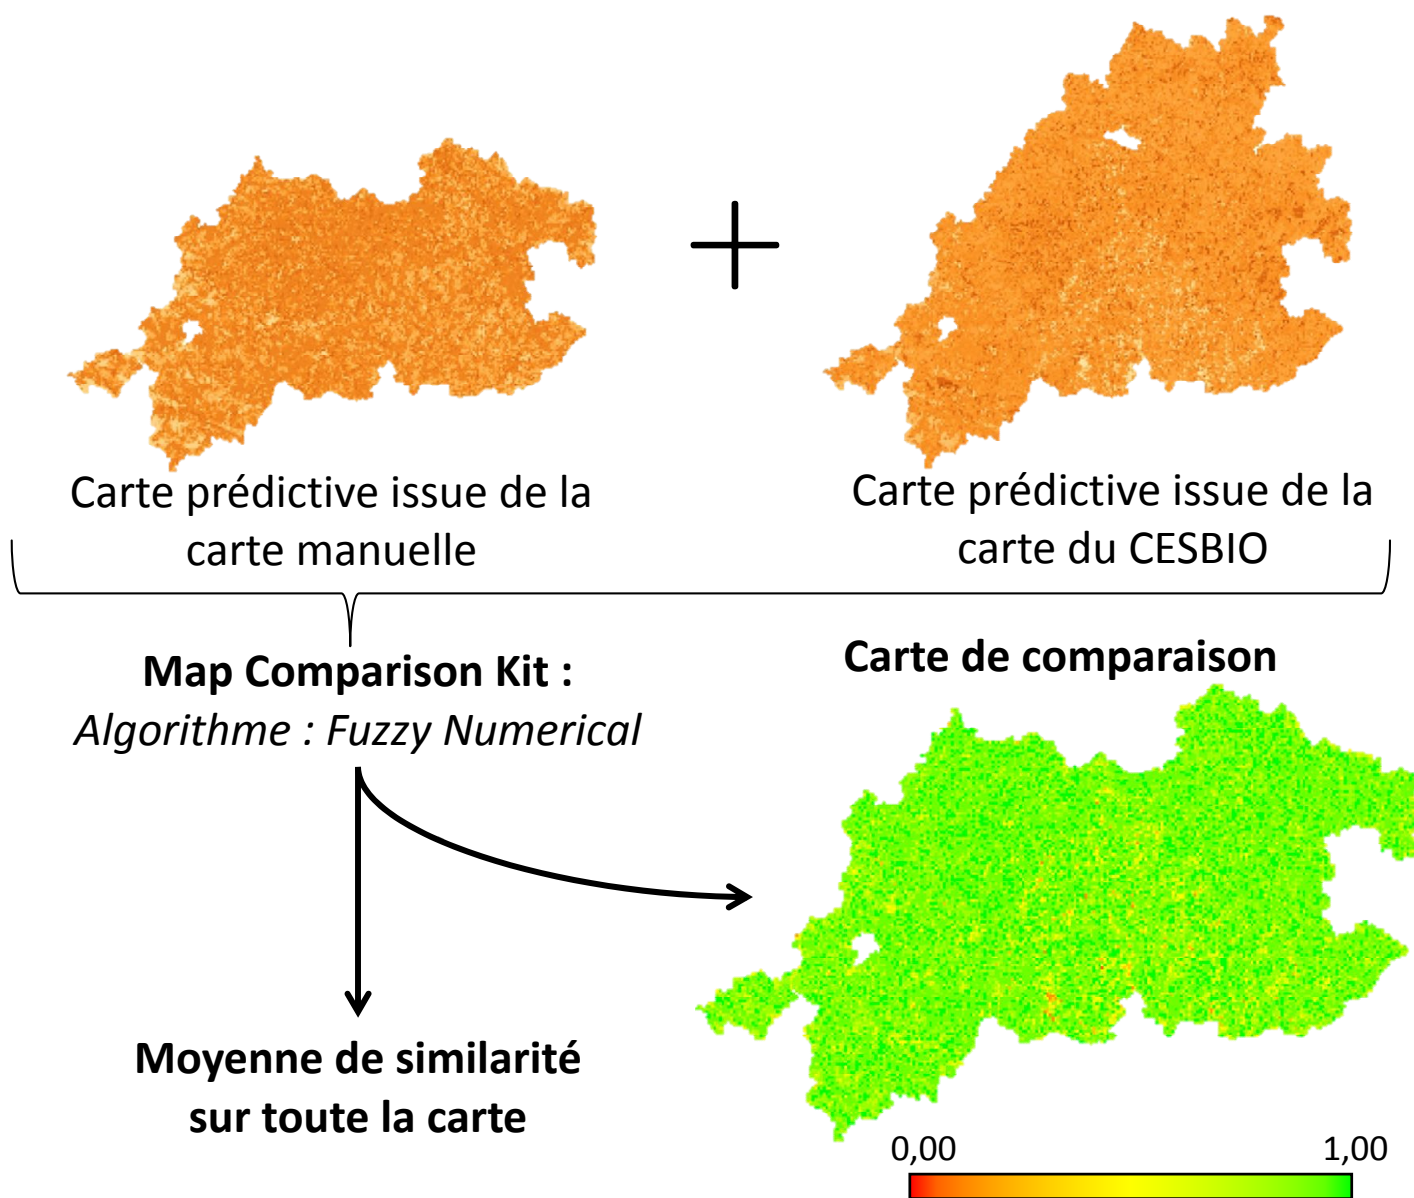 Carte prédictive issue de la
carte manuelle
Carte prédictive issue de la
carte du CESBIO
Map Comparison Kit :
Algorithme : Fuzzy Numerical
Carte de comparaison
Moyenne de similarité
sur toute la carte
0,00
1,00